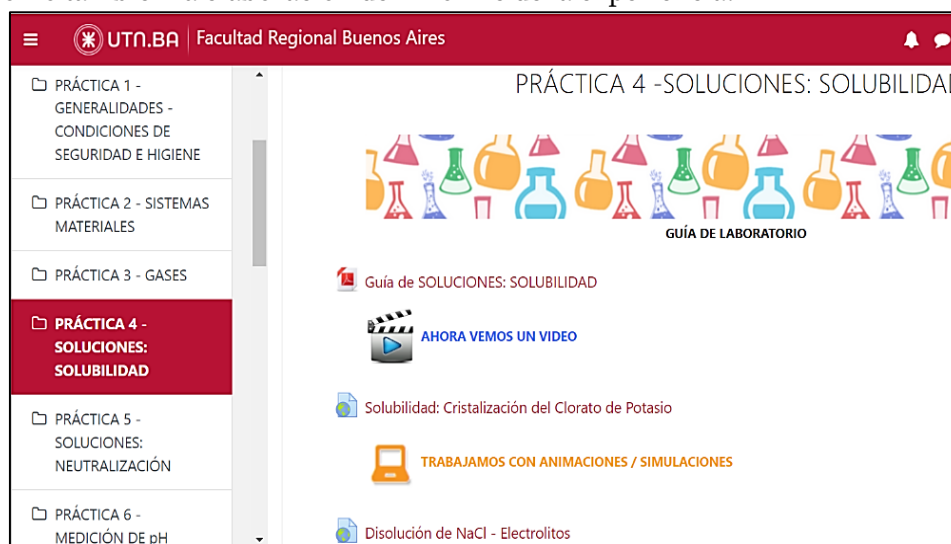 UTN.BA Facultad Regional Buenos Aires
PRÁCTICA 1 -
GENERALIDADES -
CONDICIONES DE
SEGURIDAD E HIGIENE
PRÁCTICA 2 - SISTEMAS
MATERIALES
PRÁCTICA 3 - GASES
PRÁCTICA 4 -
SOLUCIONES:
SOLUBILIDAD
PRÁCTICA 5 -
SOLUCIONES:
NEUTRALIZACIÓN
PRÁCTICA 6 -
MEDICIÓN DE pH
PRÁCTICA 4 -SOLUCIONES: SOLUBILIDA
GUÍA DE LABORATORIO
Guía de SOLUCIONES: SOLUBILIDAD
AHORA VEMOS UN VIDEO
Solubilidad: Cristalización del Clorato de Potasio
TRABAJAMOS CON ANIMACIONES / SIMULACIONES
Disolución de NaCl - Electrolitos